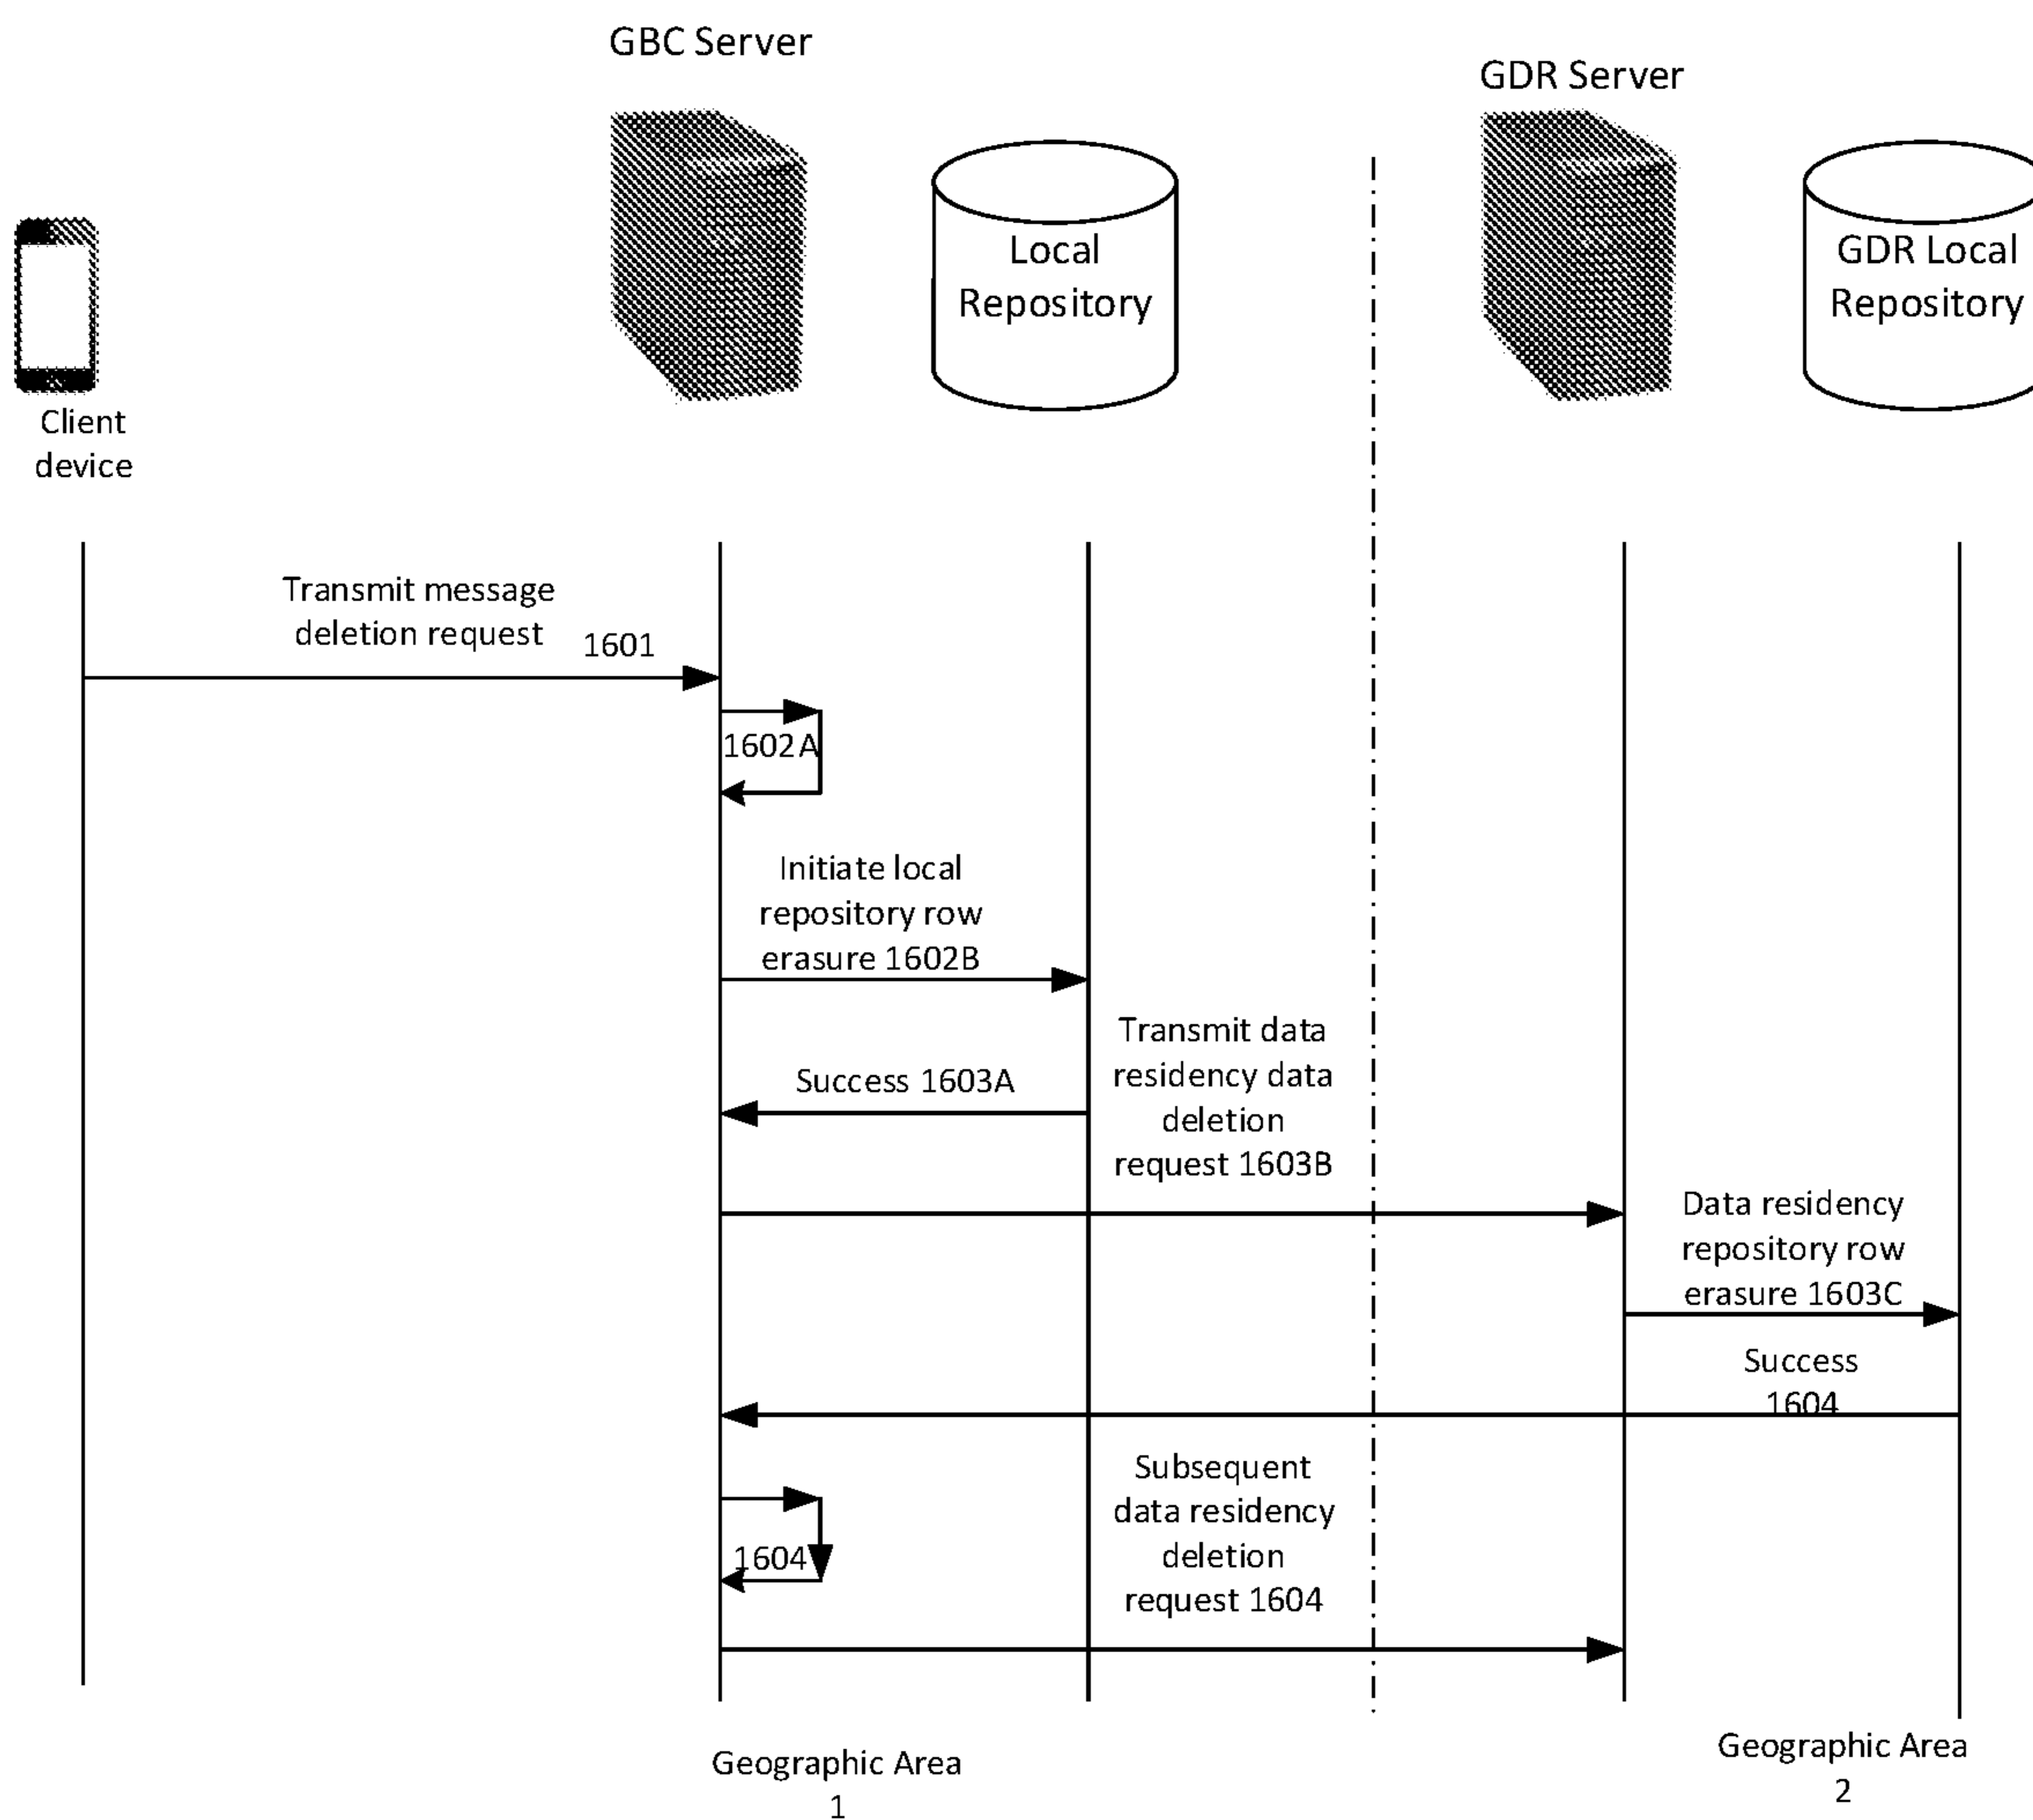 GBC Server
GDR Server
Local
Repository
GDR Local
Repository
Client
device
Transmit message
deletion request 1601
1602A
Initiate local
repository row
erasure 1602B
Success 1603A
Transmit data
residency data
deletion
request 1603B
Data residency
repository row
erasure 1603C
Success
1604
1604
Subsequent
data residency
deletion
request 1604
Geographic Area
1
Geographic Area
2